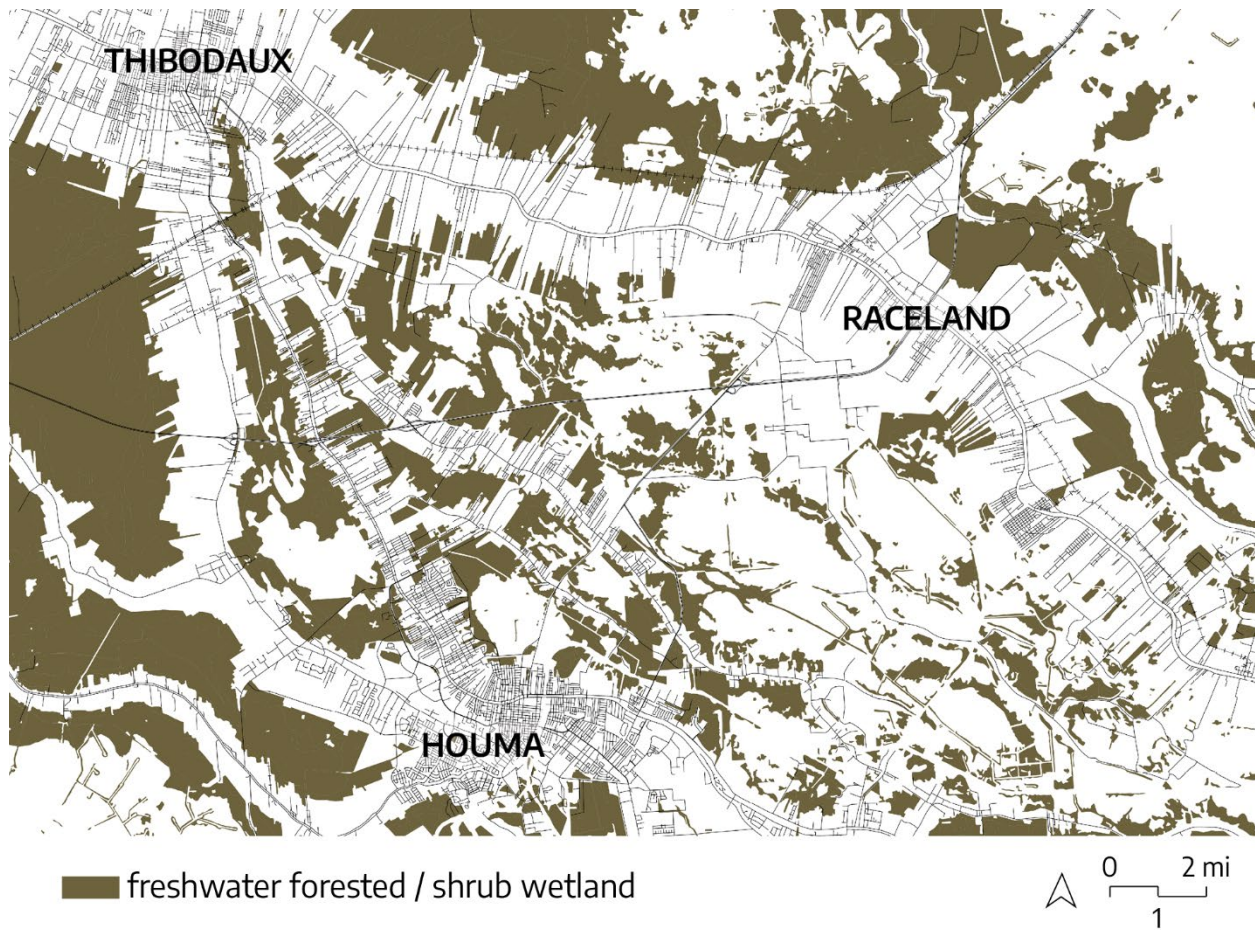 THIBODAUX
RACELAND
HOUMA
freshwater forested / shrub wetland
0 2 mi
1